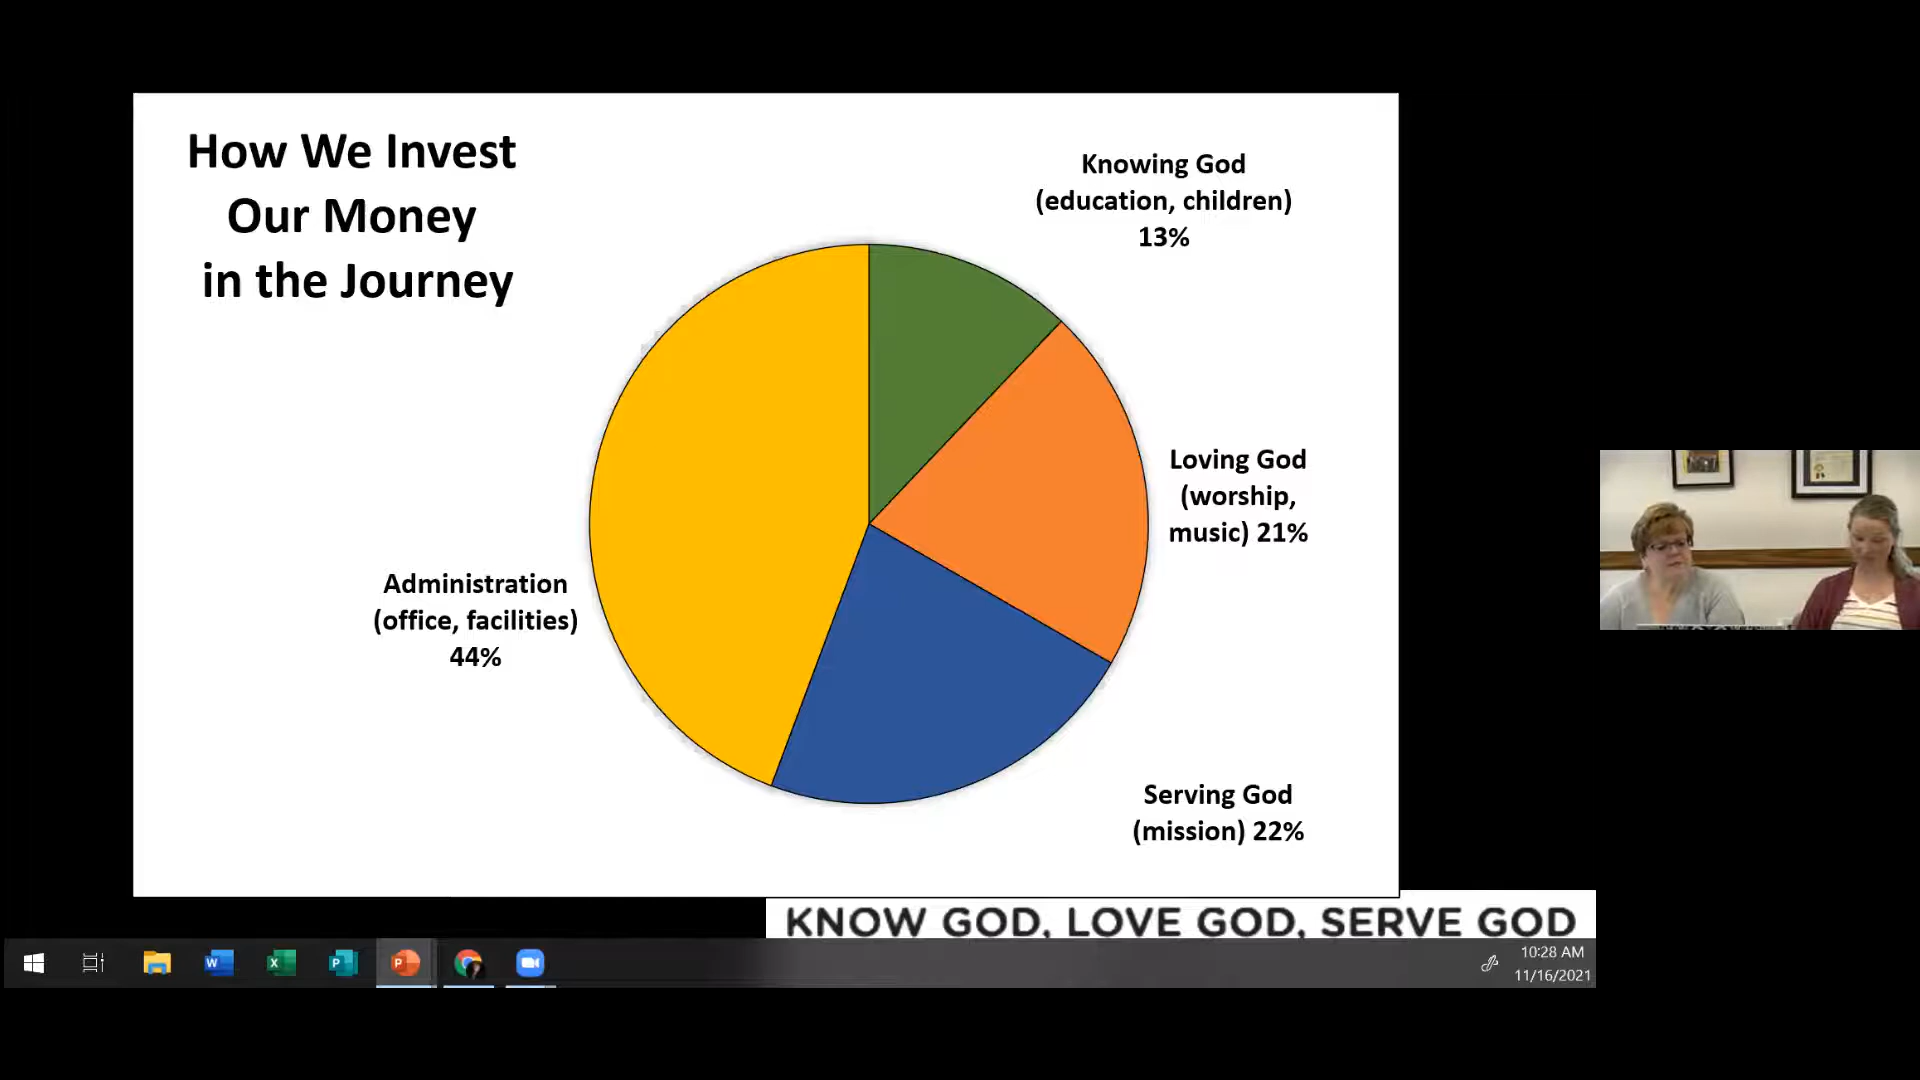 How We Invest
Our Money
in the Journey
Knowing God
(education, children)
13%
Loving God
(worship,
music) 21%
Administration
(office, facilities)
44%
Serving God
(mission) 22%
KNOW GOD, LOVE GOD, SERVE GOD
10:28 AM
11/16/2021